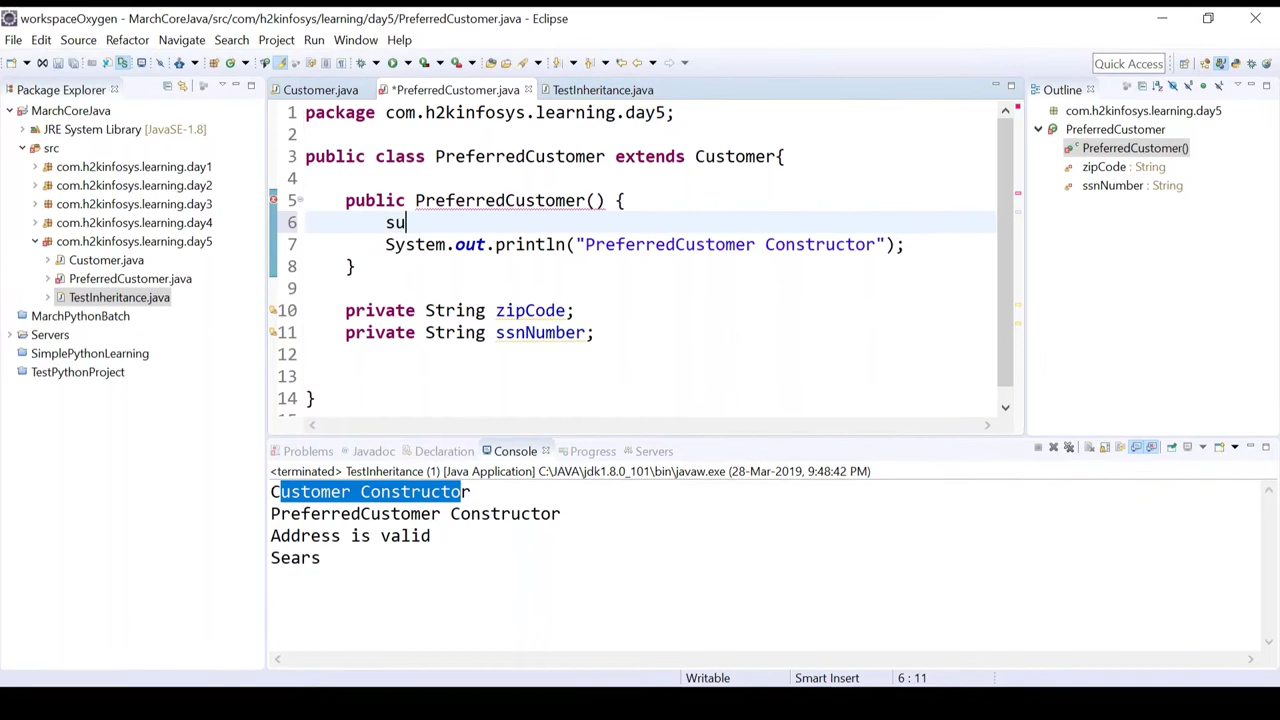 workspaceOxygen - MarchCoreJava/src/com/h2kinfosys/learning/day5/PreferredCustomer.java - Eclipse
File Edit Source Refactor Navigate Search Project Run Window Help
Quick Access
Package Explorer
MarchCoreJava
JRE System Library [JavaSE-1.8]
src
com.h2kinfosys.learning.day1
com.h2kinfosys.learning.day2
com.h2kinfosys.learning.day3
com.h2kinfosys.learning.day4
com.h2kinfosys.learning.day5
Customer.java
PreferredCustomer.java
TestInheritance.java
MarchPythonBatch
Servers
SimplePythonLearning
TestPythonProject
Customer.java *PreferredCustomer.java TestInheritance.java
1 package com.h2kinfosys.learning.day5;
2
3 public class PreferredCustomer extends Customer{
4
5 public PreferredCustomer() {
6 su
7 System.out.println("PreferredCustomer Constructor");
8 }
9
10 private String zipCode;
11 private String ssnNumber;
12
13
14 }
Outline
com.h2kinfosys.learning.day5
PreferredCustomer
PreferredCustomer()
zipCode : String
ssnNumber : String
Problems Javadoc Declaration Console Progress Servers
<terminated> TestInheritance (1) [Java Application] C:\JAVA\jdk1.8.0_101\bin\javaw.exe (28-Mar-2019, 9:48:42 PM)
Customer Constructor
PreferredCustomer Constructor
Address is valid
Sears
Writable Smart Insert 6 : 11